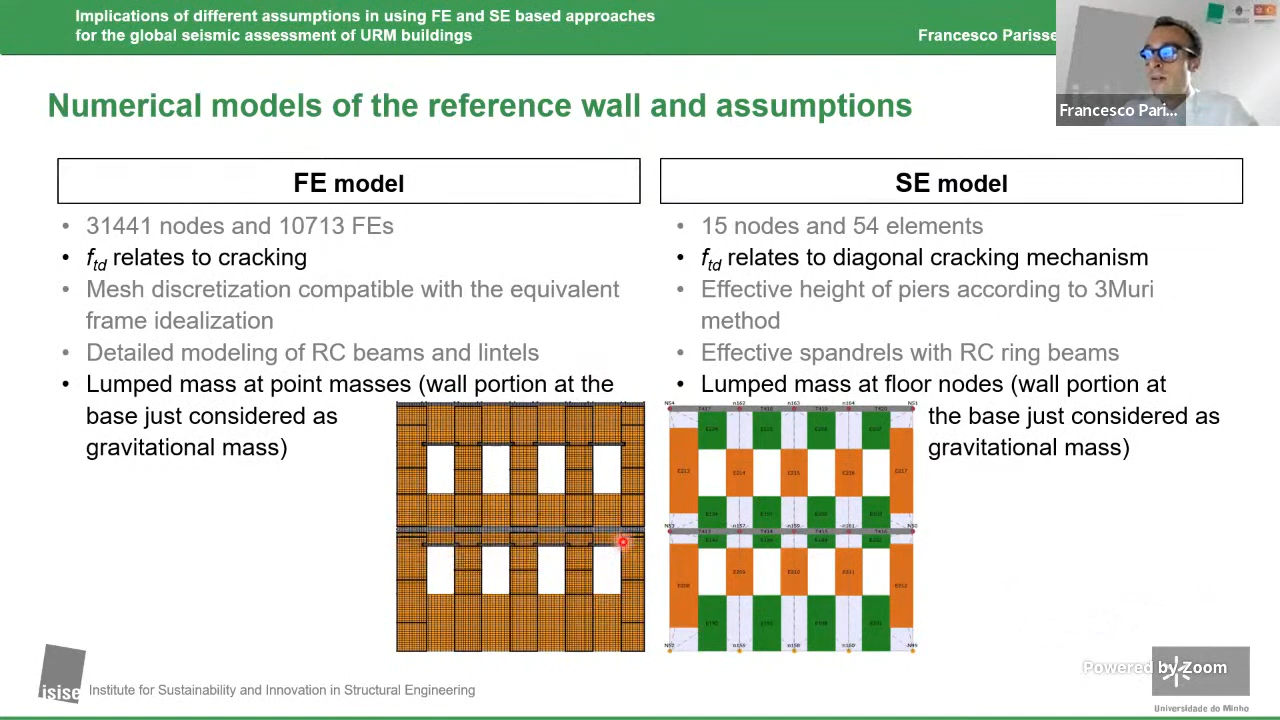 Implications of different assumptions in using FE and SE based approaches
for the global seismic assessment of URM buildings
Francesco Parisse
Francesco Pari...
Numerical models of the reference wall and assumptions
FE model
• 31441 nodes and 10713 FEs
• ftd relates to cracking
• Mesh discretization compatible with the equivalent
frame idealization
• Detailed modeling of RC beams and lintels
• Lumped mass at point masses (wall portion at the
base just considered as
gravitational mass)
SE model
• 15 nodes and 54 elements
• ftd relates to diagonal cracking mechanism
• Effective height of piers according to 3Muri
method
• Effective spandrels with RC ring beams
• Lumped mass at floor nodes (wall portion at
the base just considered as
gravitational mass)
isise
Institute for Sustainability and Innovation in Structural Engineering
Powered by Zoom
Universidade do Minho